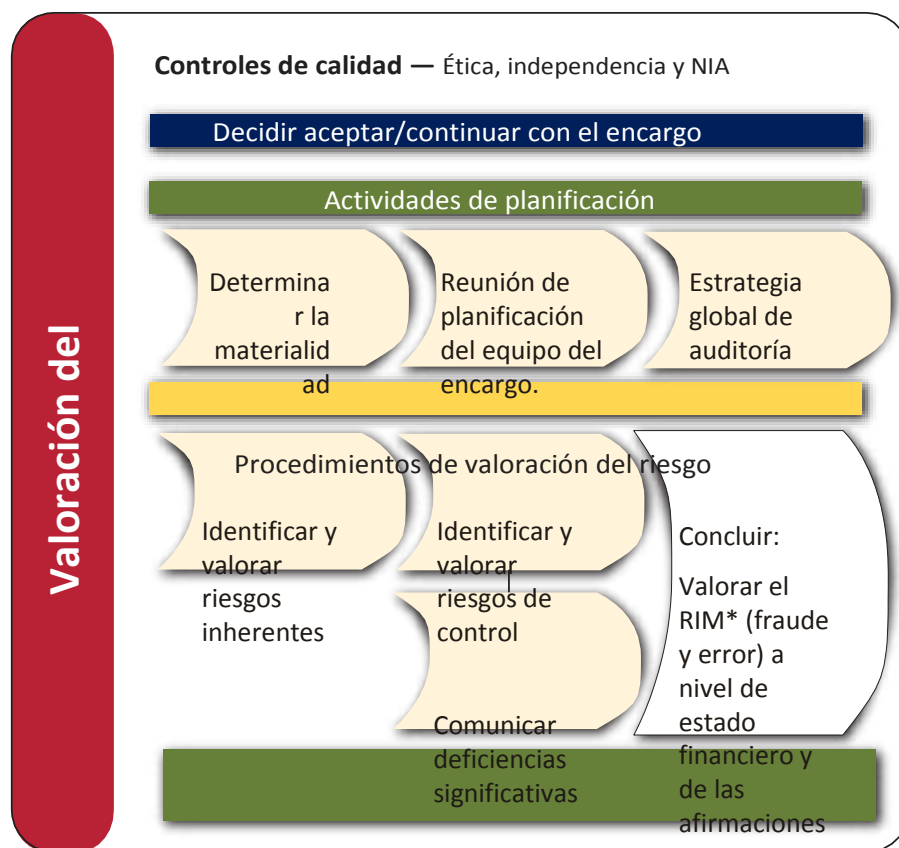 Valoración del
Controles de calidad — Ética, independencia y NIA
Decidir aceptar/continuar con el encargo
Actividades de planificación
Determina
r la
materialid
ad
Reunión de
planificación
del equipo del
encargo.
Estrategia
global de
auditoría
Procedimientos de valoración del riesgo
Identificar y
valorar
riesgos
inherentes
Identificar y
valorar
riesgos de
control
Comunicar
deficiencias
significativas
Concluir:
Valorar el
RIM* (fraude
y error) a
nivel de
estado
financiero y
de las
afirmaciones